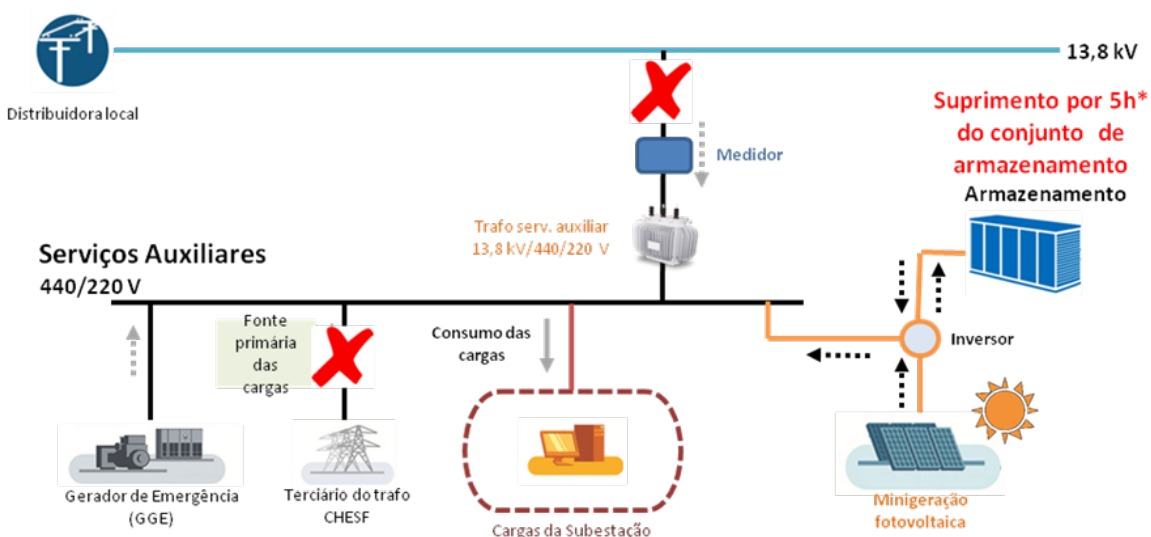 13,8 kV
Distribuidora local
Suprimento por 5h*
do conjunto de
armazenamento
Armazenamento
Medidor
Trafo serv. auxiliar
13,8 kV/440/220 V
Serviços Auxiliares
440/220 V
Fonte
primária
das
cargas
Consumo das
cargas
Inversor
Gerador de Emergência
(GGE)
Terciário do trafo
CHESF
Cargas da Subestação
Minigeração
fotovoltaica